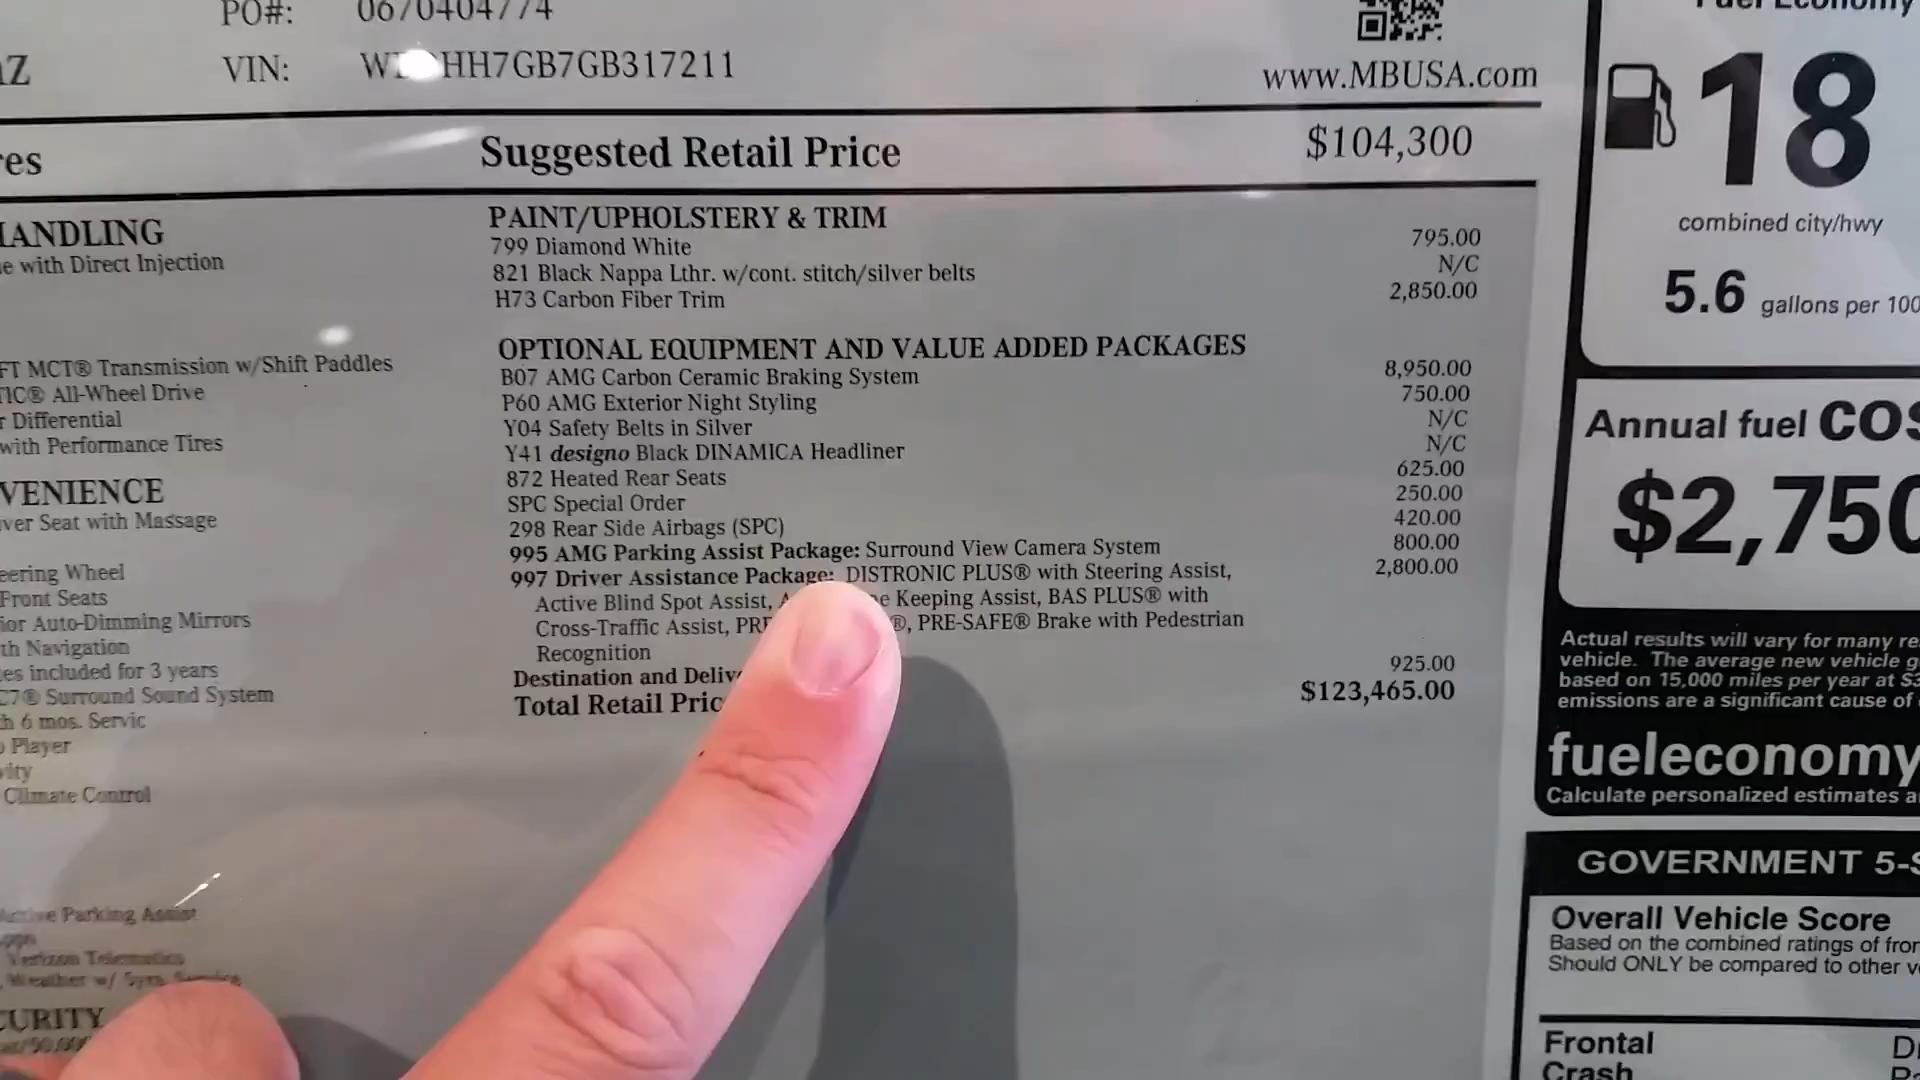 PO#: 0670404774
VIN: W HH7GB7GB317211
www.MBUSA.com
Suggested Retail Price $104,300
HANDLING
with Direct Injection
MCT® Transmission w/Shift Paddles
All-Wheel Drive
Differential
with Performance Tires
Seat with Massage
Wheel
Front Seats
Auto-Dimming Mirrors
Navigation
included for 3 years
Surround Sound System
6 mos. Servic
Player
Climate Control
Active Parking Assist
Verizon Telematics
Weather w/
PAINT/UPHOLSTERY & TRIM
799 Diamond White 795.00
821 Black Nappa Lthr. w/cont. stitch/silver belts N/C
H73 Carbon Fiber Trim 2,850.00
OPTIONAL EQUIPMENT AND VALUE ADDED PACKAGES
B07 AMG Carbon Ceramic Braking System 8,950.00
P60 AMG Exterior Night Styling 750.00
Y04 Safety Belts in Silver N/C
Y41 designo Black DINAMICA Headliner N/C
872 Heated Rear Seats 625.00
SPC Special Order 250.00
298 Rear Side Airbags (SPC) 420.00
995 AMG Parking Assist Package: Surround View Camera System 800.00
997 Driver Assistance Package: DISTRONIC PLUS® with Steering Assist, 2,800.00
Active Blind Spot Assist, Keeping Assist, BAS PLUS® with
Cross-Traffic Assist, PRE-SAFE® Brake with Pedestrian
Recognition
Destination and 925.00
Total Retail $123,465.00
Fuel Economy
18
combined city/hwy
5.6 gallons per 100
Annual fuel
$2,750
Actual results will vary for many
vehicle. The average new vehicle
based on 15,000 miles per year at
emissions are a significant cause of
fueleconomy
Calculate personalized estimates
GOVERNMENT 5-
Overall Vehicle Score
Based on the combined ratings of
Should ONLY be compared to other
Frontal
Crash